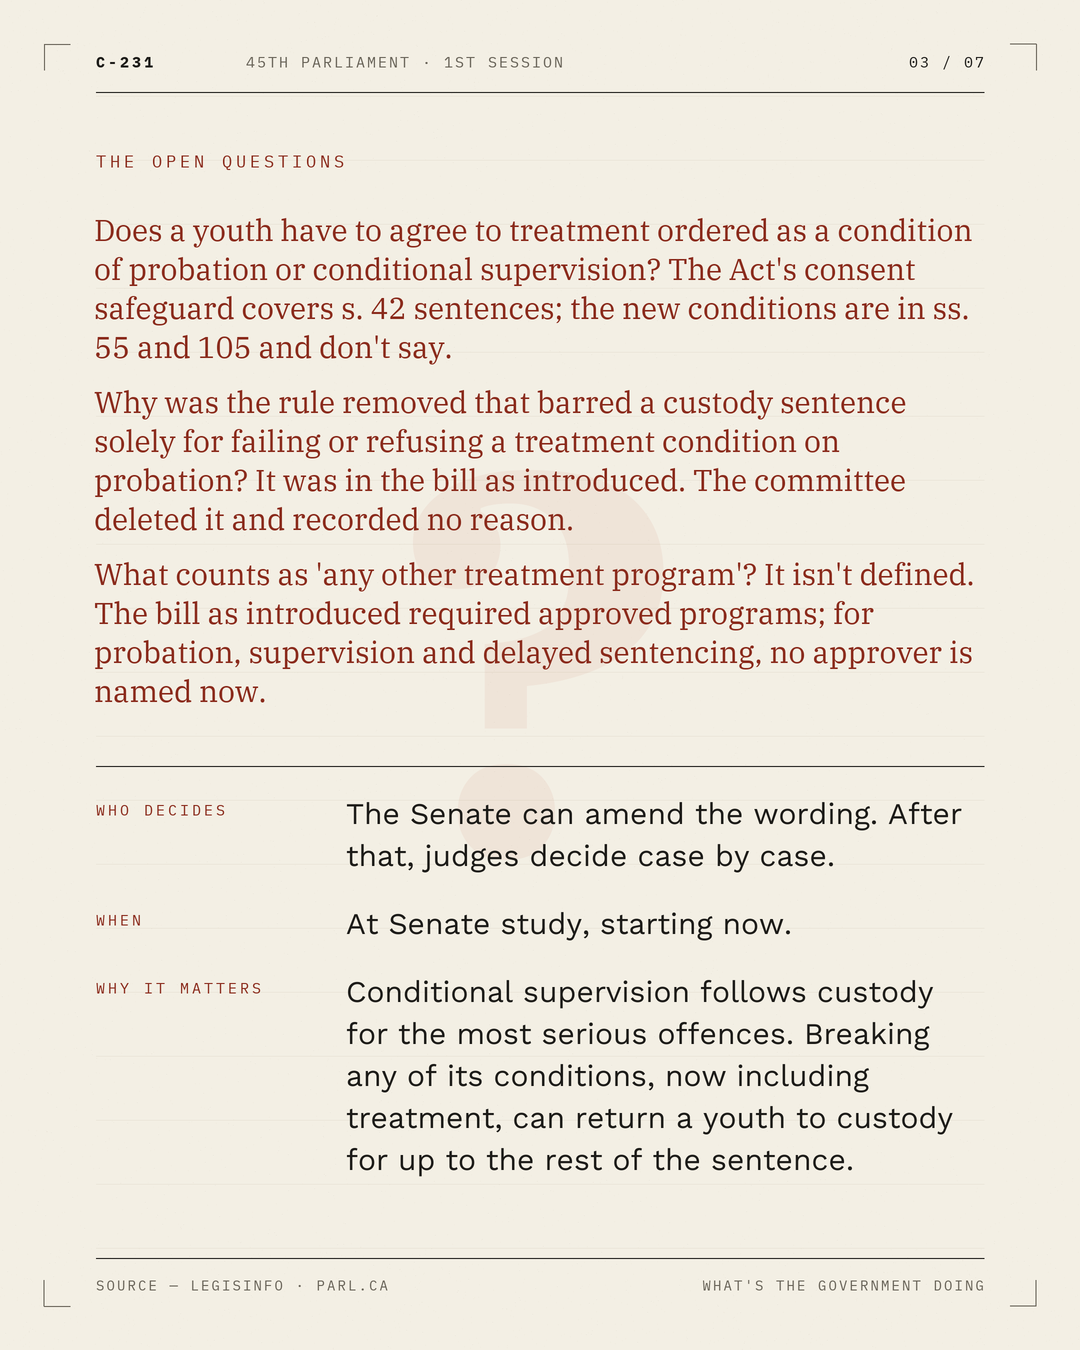 C-231 45TH PARLIAMENT · 1ST SESSION 03 / 07
THE OPEN QUESTIONS
Does a youth have to agree to treatment ordered as a condition
of probation or conditional supervision? The Act's consent
safeguard covers s. 42 sentences; the new conditions are in ss.
55 and 105 and don't say.
Why was the rule removed that barred a custody sentence
solely for failing or refusing a treatment condition on
probation? It was in the bill as introduced. The committee
deleted it and recorded no reason.
What counts as 'any other treatment program'? It isn't defined.
The bill as introduced required approved programs; for
probation, supervision and delayed sentencing, no approver is
named now.
?
WHO DECIDES
The Senate can amend the wording. After
that, judges decide case by case.
WHEN
At Senate study, starting now.
WHY IT MATTERS
Conditional supervision follows custody
for the most serious offences. Breaking
any of its conditions, now including
treatment, can return a youth to custody
for up to the rest of the sentence.
SOURCE — LEGISINFO · PARL.CA WHAT'S THE GOVERNMENT DOING